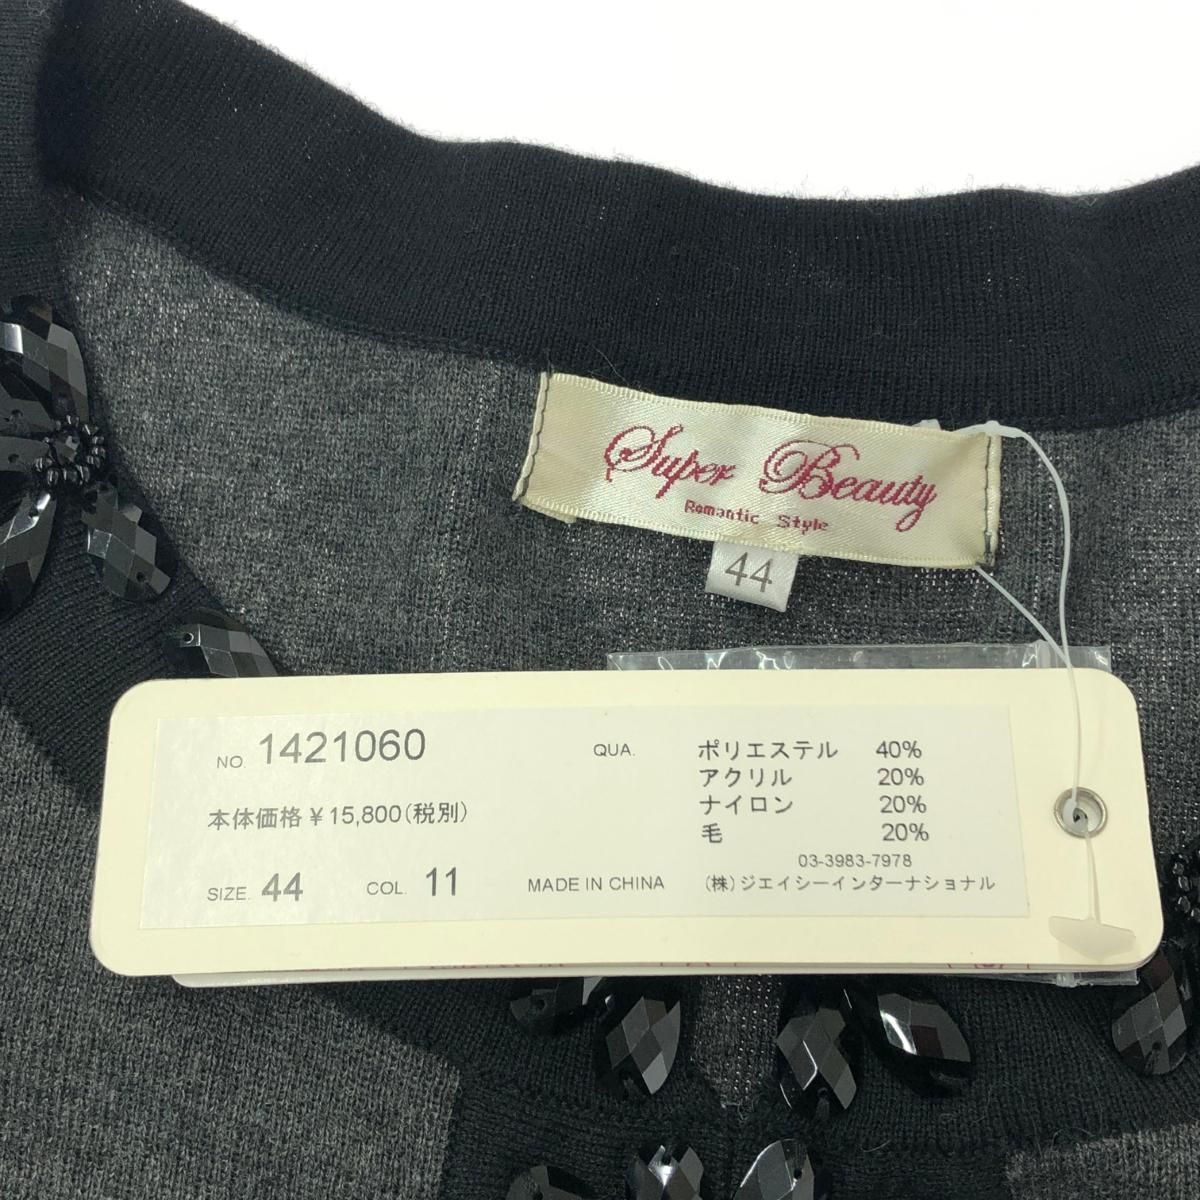 Super Beauty
Romantic Style
44
NO. 1421060
QUA. ポリエステル 40%
アクリル 20%
ナイロン 20%
毛 20%
本体価格￥15,800(税別)
03-3983-7978
SIZE. 44 COL. 11 MADE IN CHINA (株)ジエイシーインターナショナル